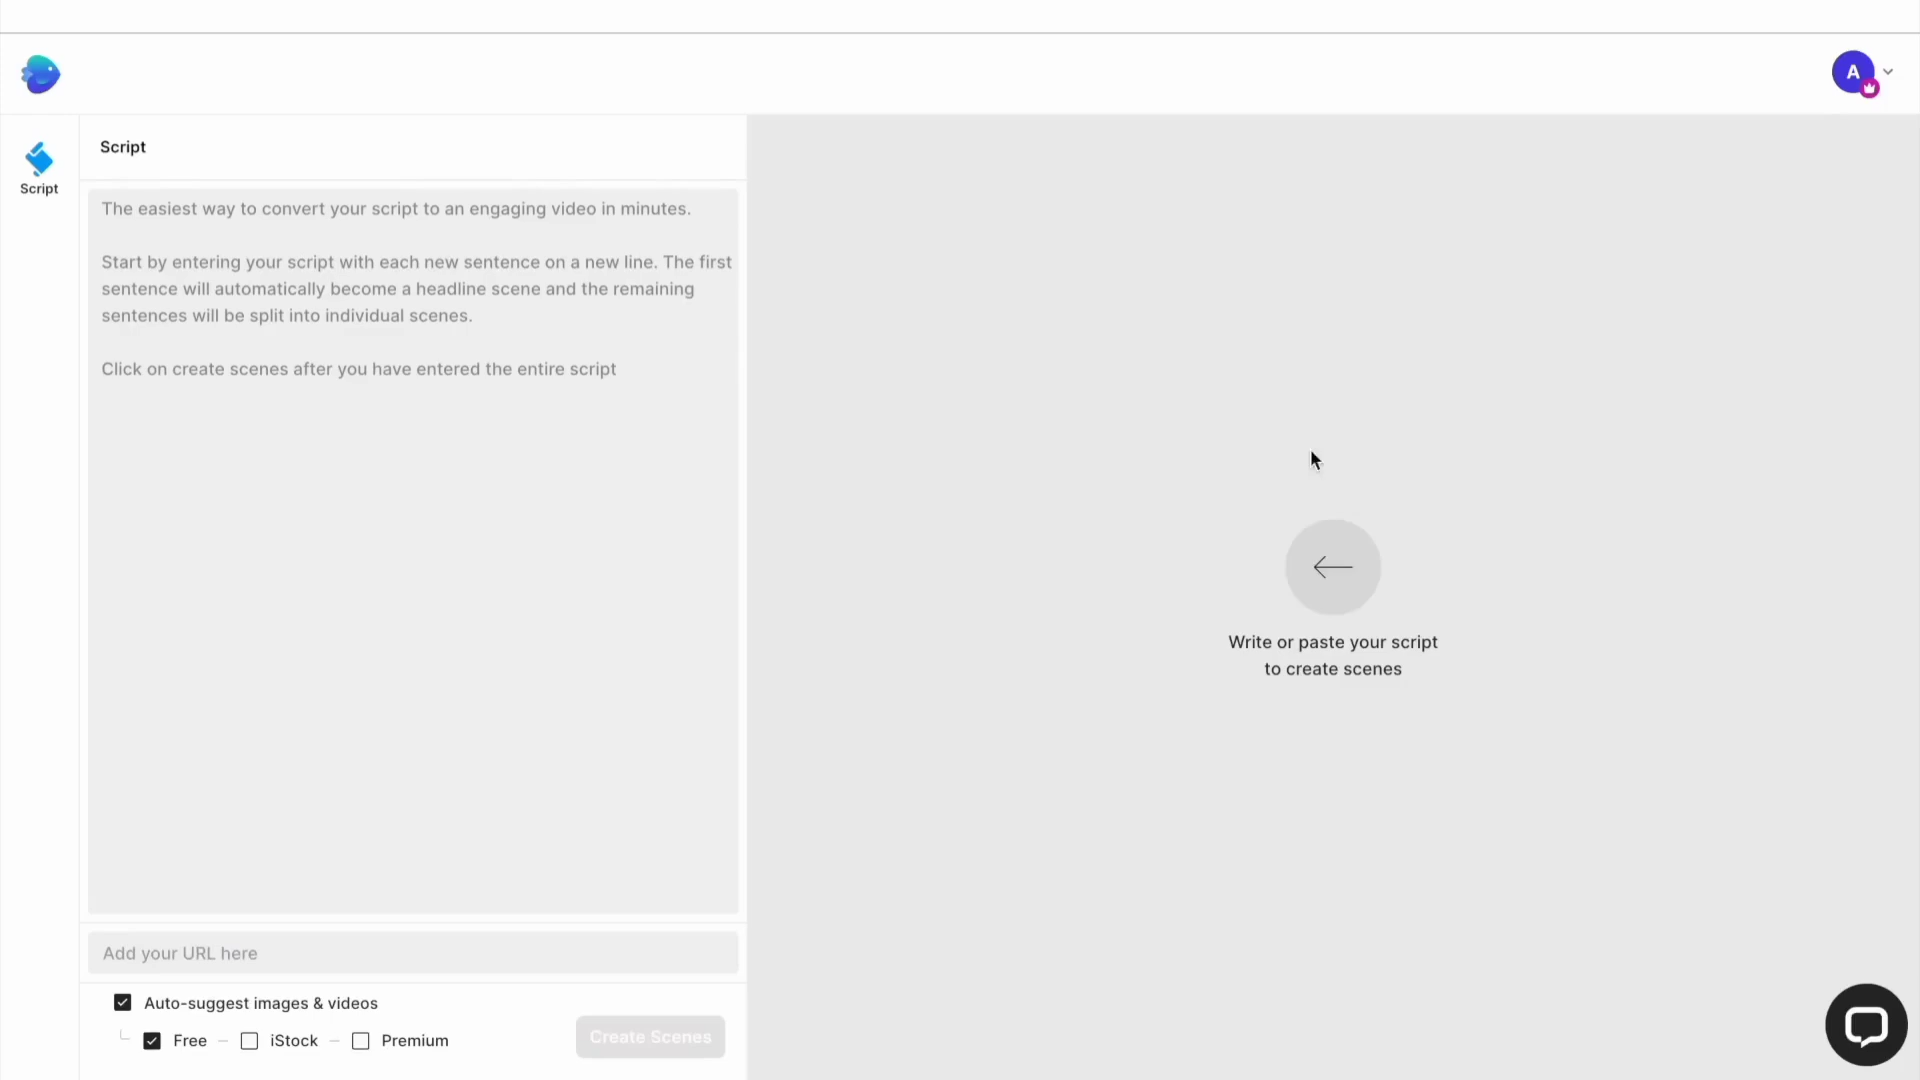 A
Script
Script
The easiest way to convert your script to an engaging video in minutes.
Start by entering your script with each new sentence on a new line. The first
sentence will automatically become a headline scene and the remaining
sentences will be split into individual scenes.
Click on create scenes after you have entered the entire script
Write or paste your script
to create scenes
Add your URL here
Auto-suggest images & videos
Free
iStock
Premium
Create Scenes